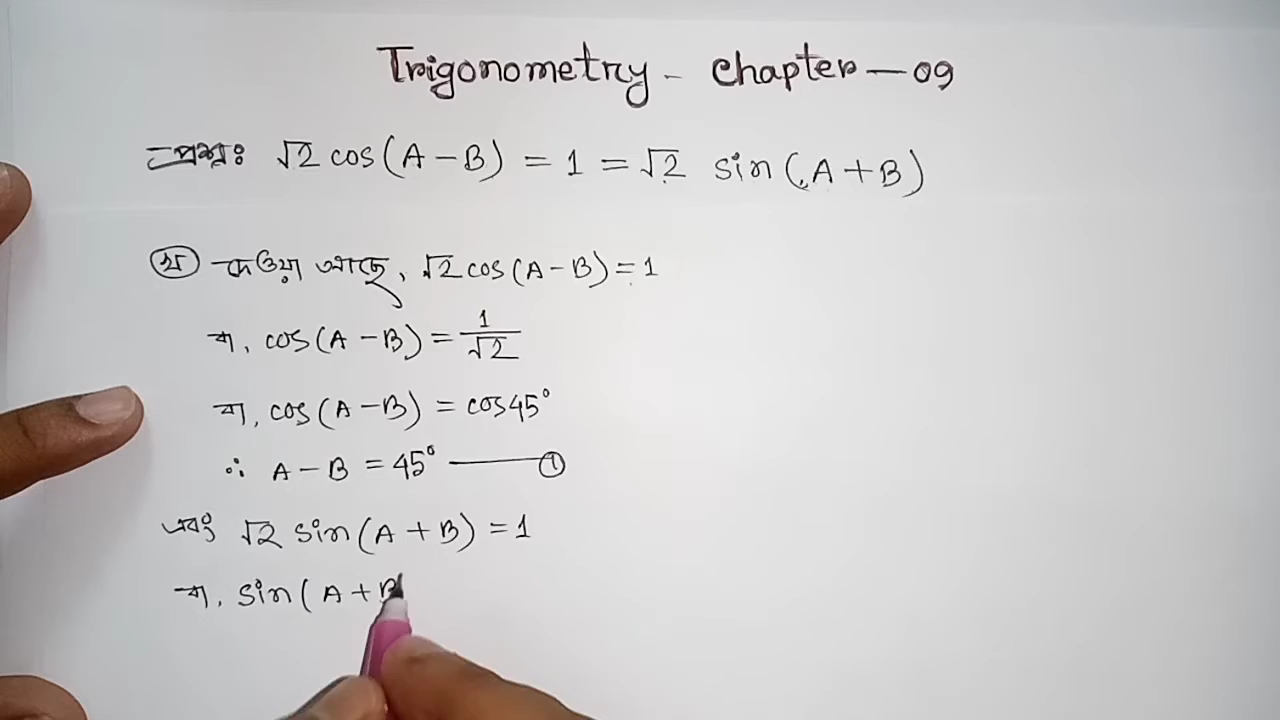 Trigonometry - Chapter - 09
প্রশ্নঃ √2 cos(A - B) = 1 = √2 sin(A + B)
খ দেওয়া আছে, √2 cos(A - B) = 1
বা, cos(A - B) = 1/√2
বা, cos(A - B) = cos45°
∴ A - B = 45° —— ①
এবং √2 sin(A + B) = 1
বা, sin(A + B